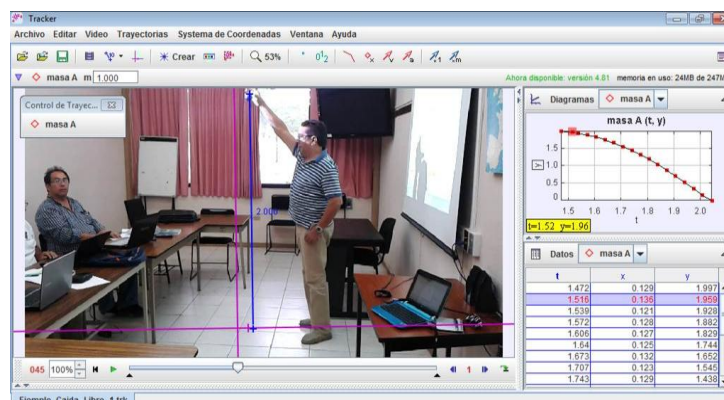 Tracker
Archivo Editar Video Trayectorias Systema de Coordenadas Ventana Ayuda
Crear 53%
masa A m 1.000
Ahora disponible: versión 4.81 memoria en uso: 24MB de 247M
Control de Trayec...
masa A
2.000
Diagramas masa A
masa A (t, y)
y
1.5
1.0
0.5
0
1.5 1.6 1.7 1.8 1.9 2.0
t
t=1.52 y=1.96
Datos masa A
t x y
1.472 0.129 1.997
1.516 0.136 1.959
1.539 0.121 1.928
1.572 0.128 1.882
1.606 0.127 1.829
1.64 0.125 1.744
1.673 0.132 1.652
1.707 0.123 1.545
1.743 0.129 1.438
045 100% 1
Ejemplo_Caida_Libre_1.trk